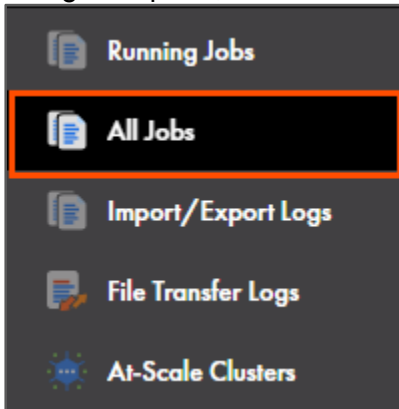 Running Jobs
All Jobs
Import/Export Logs
File Transfer Logs
At-Scale Clusters